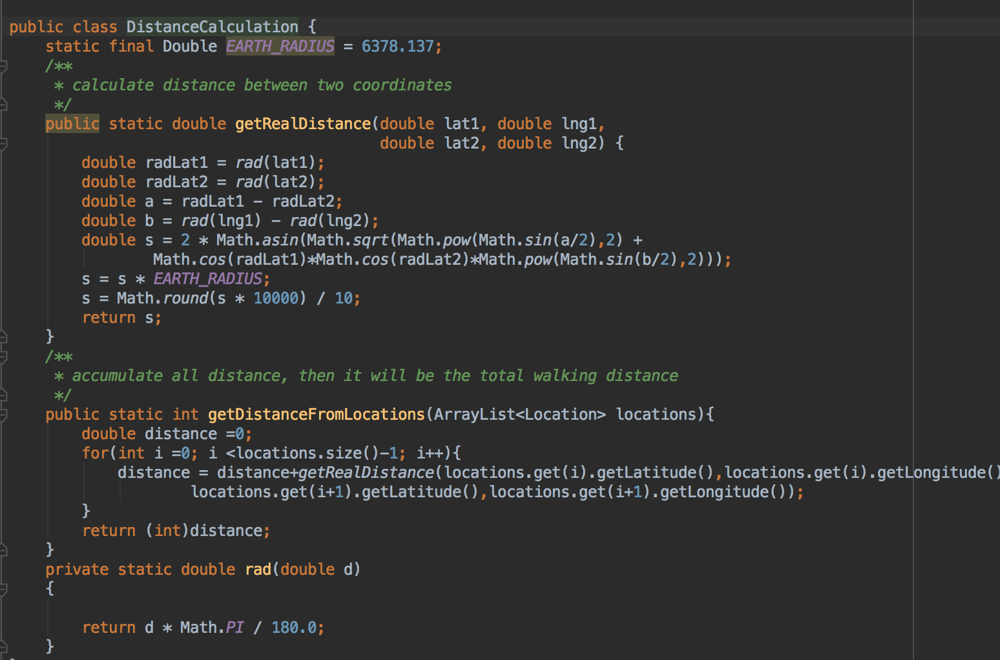 public class DistanceCalculation {
    static final Double EARTH_RADIUS = 6378.137;
    /**
     * calculate distance between two coordinates
     */
    public static double getRealDistance(double lat1, double lng1,
                                         double lat2, double lng2) {
        double radLat1 = rad(lat1);
        double radLat2 = rad(lat2);
        double a = radLat1 - radLat2;
        double b = rad(lng1) - rad(lng2);
        double s = 2 * Math.asin(Math.sqrt(Math.pow(Math.sin(a/2),2) +
                Math.cos(radLat1)*Math.cos(radLat2)*Math.pow(Math.sin(b/2),2)));
        s = s * EARTH_RADIUS;
        s = Math.round(s * 10000) / 10;
        return s;
    }
    /**
     * accumulate all distance, then it will be the total walking distance
     */
    public static int getDistanceFromLocations(ArrayList<Location> locations){
        double distance =0;
        for(int i =0; i <locations.size()-1; i++){
            distance = distance+getRealDistance(locations.get(i).getLatitude(),locations.get(i).getLongitude()
                    locations.get(i+1).getLatitude(),locations.get(i+1).getLongitude());
        }
        return (int)distance;
    }
    private static double rad(double d)
    {
        return d * Math.PI / 180.0;
    }